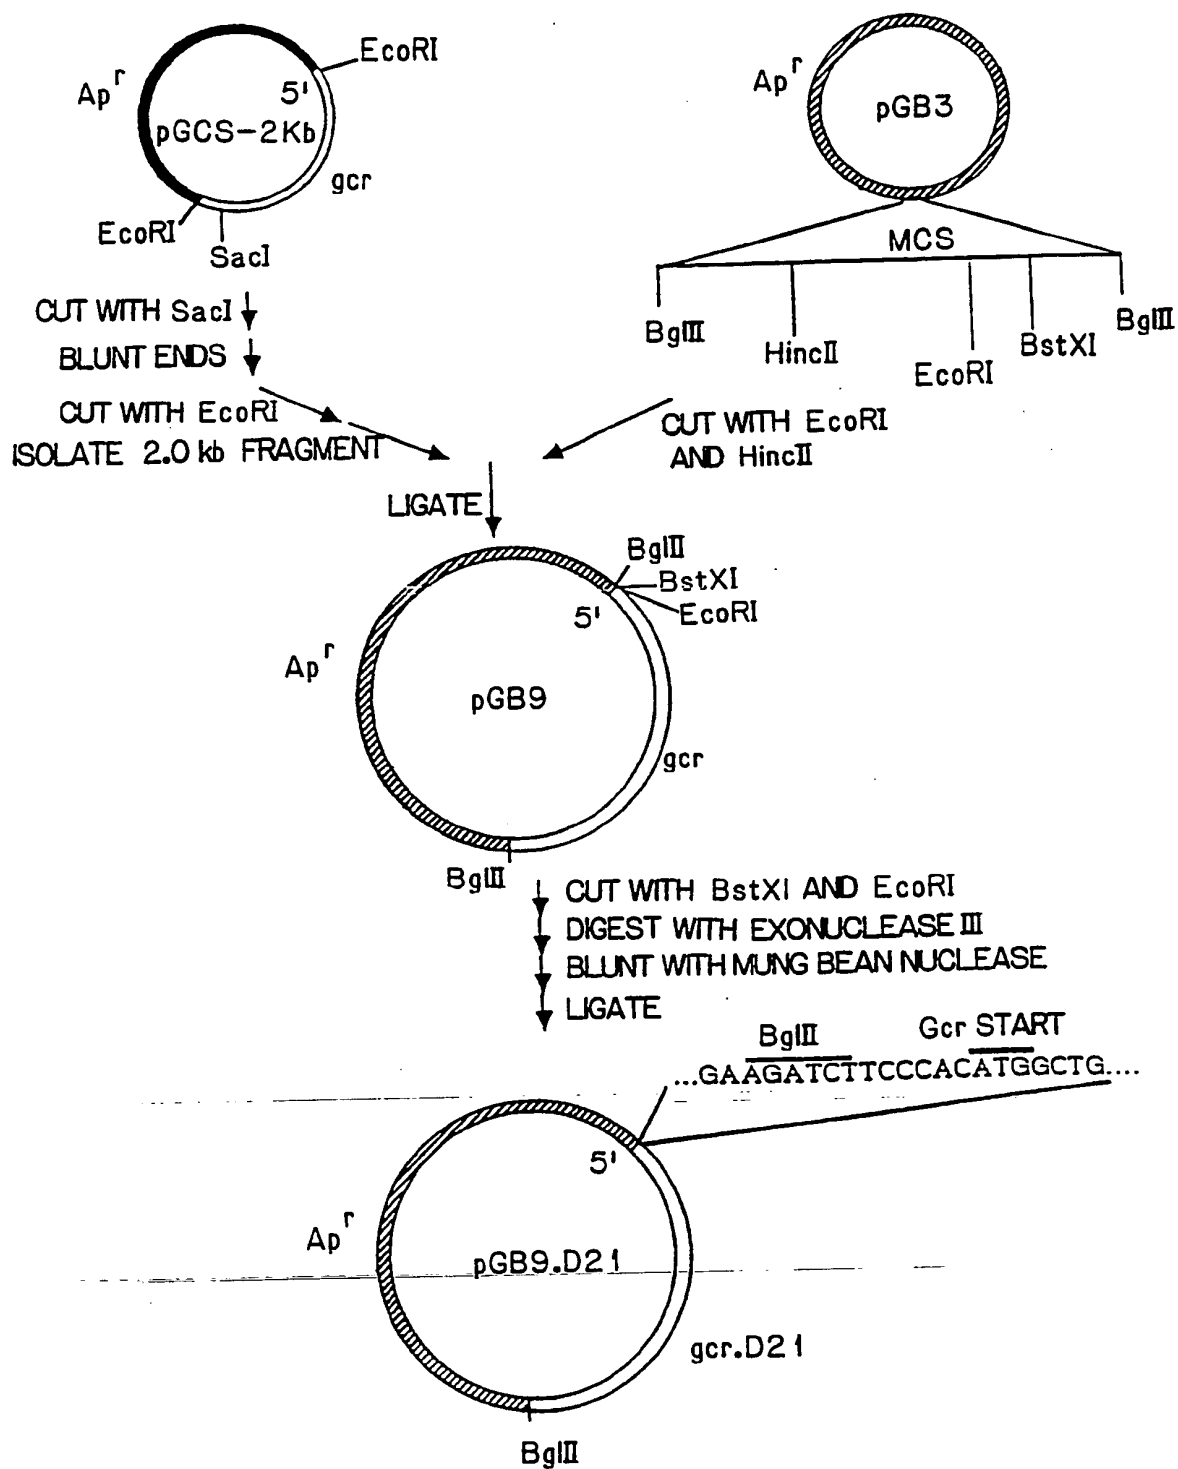 EcoRI
Ap r
5'
pGCS-2Kb
gcr
EcoRI
SacI
Ap r
pGB3
MCS
BglII
HincII
EcoRI
BstXI
BglII
CUT WITH SacI
BLUNT ENDS
CUT WITH EcoRI
ISOLATE 2.0 kb FRAGMENT
CUT WITH EcoRI
AND HincII
LIGATE
BglII
BstXI
EcoRI
5'
Ap r
pGB9
gcr
BglII
CUT WITH BstXI AND EcoRI
DIGEST WITH EXONUCLEASE III
BLUNT WITH MUNG BEAN NUCLEASE
LIGATE
BglII
Gcr START
...GAAGATCTTCCCACATGGCTG....
5'
Ap r
pGB9.D21
gcr.D21
BglII